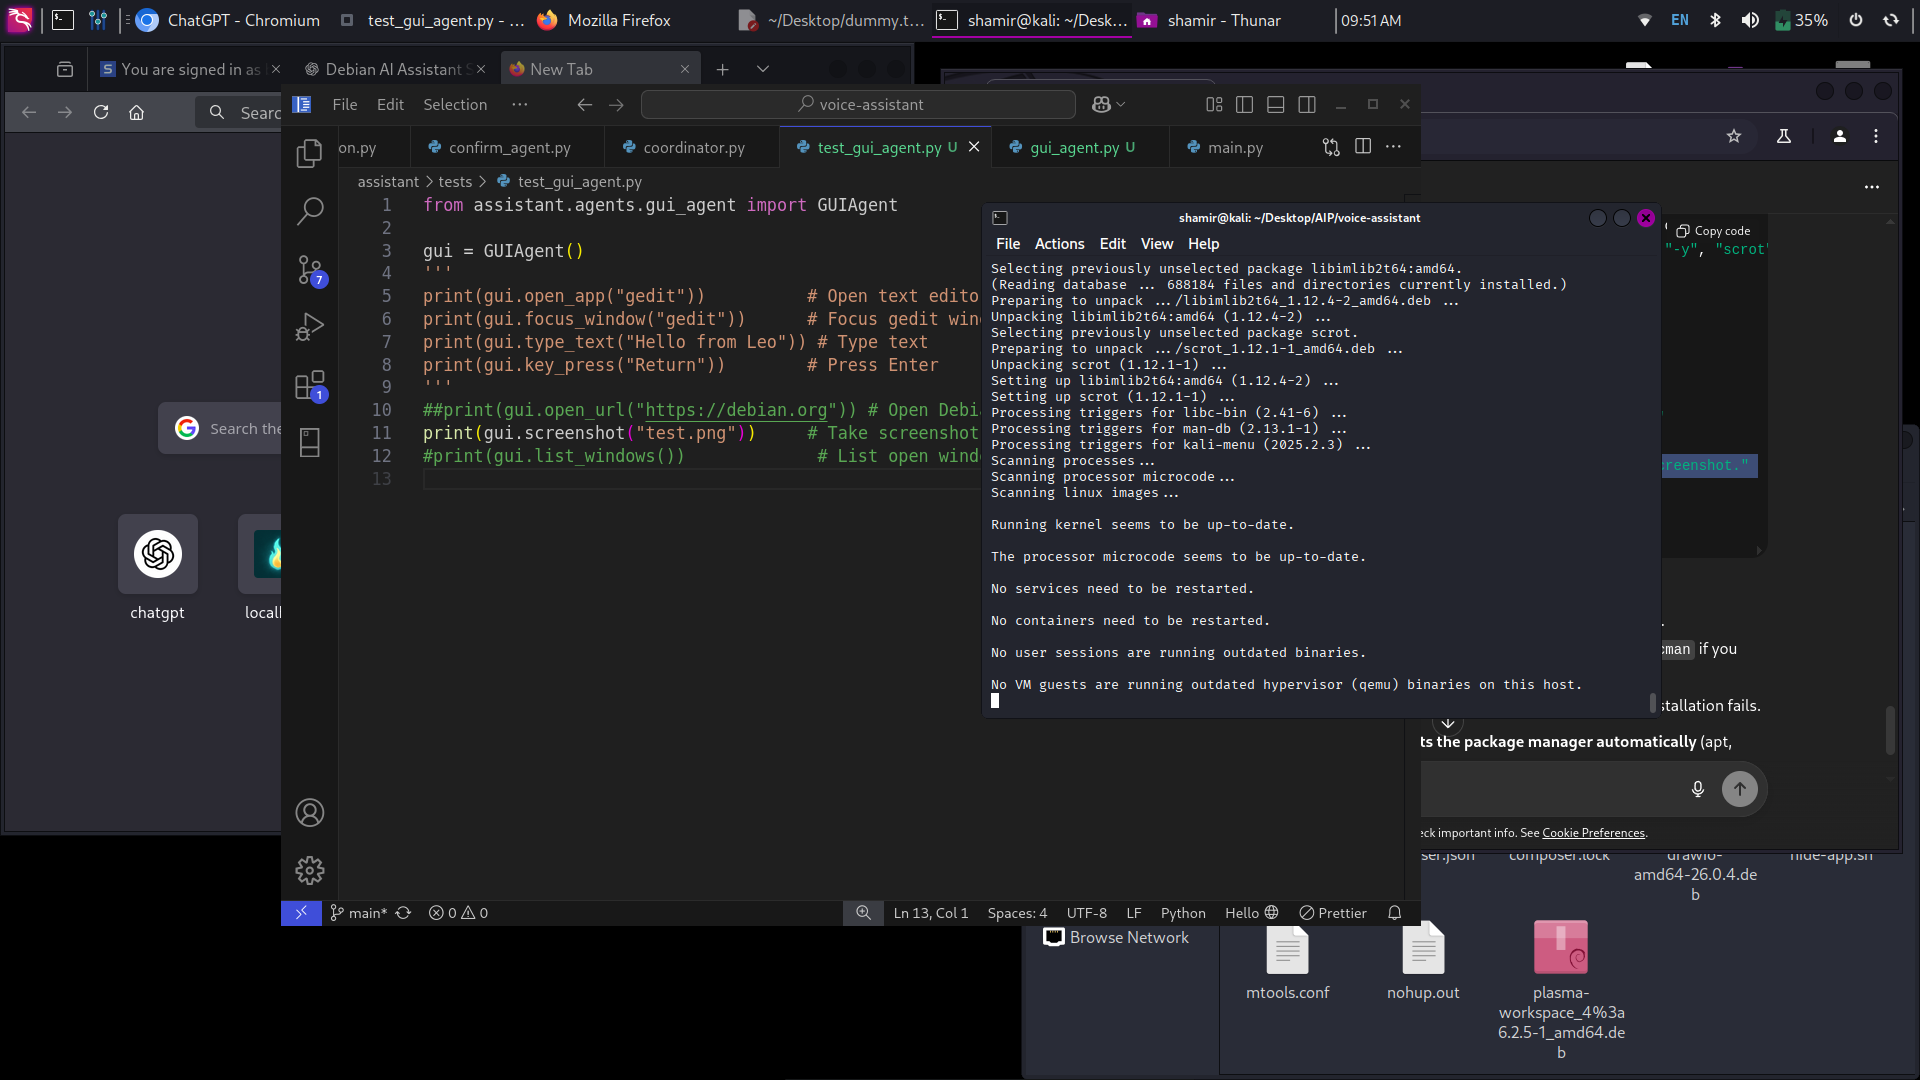 ChatGPT - Chromium
test_gui_agent.py - ...
Mozilla Firefox
~/Desktop/dummy.t...
shamir@kali: ~/Desk...
shamir - Thunar
09:51 AM
EN
35%
You are signed in as
Debian AI Assistant S
New Tab
Searc
File Edit Selection ...
voice-assistant
on.py
confirm_agent.py
coordinator.py
test_gui_agent.py U
gui_agent.py U
main.py
assistant > tests > test_gui_agent.py
1 from assistant.agents.gui_agent import GUIAgent
2
3 gui = GUIAgent()
4 '''
5 print(gui.open_app("gedit")) # Open text edito
6 print(gui.focus_window("gedit")) # Focus gedit win
7 print(gui.type_text("Hello from Leo")) # Type text
8 print(gui.key_press("Return")) # Press Enter
9 '''
10 ##print(gui.open_url("https://debian.org")) # Open Debi
11 print(gui.screenshot("test.png")) # Take screenshot
12 #print(gui.list_windows()) # List open wind
13
7
1
Search the
chatgpt
locall
shamir@kali: ~/Desktop/AIP/voice-assistant
File Actions Edit View Help
Selecting previously unselected package libimlib2t64:amd64.
(Reading database ... 688184 files and directories currently installed.)
Preparing to unpack .../libimlib2t64_1.12.4-2_amd64.deb ...
Unpacking libimlib2t64:amd64 (1.12.4-2) ...
Selecting previously unselected package scrot.
Preparing to unpack .../scrot_1.12.1-1_amd64.deb ...
Unpacking scrot (1.12.1-1) ...
Setting up libimlib2t64:amd64 (1.12.4-2) ...
Setting up scrot (1.12.1-1) ...
Processing triggers for libc-bin (2.41-6) ...
Processing triggers for man-db (2.13.1-1) ...
Processing triggers for kali-menu (2025.2.3) ...
Scanning processes...
Scanning processor microcode...
Scanning linux images...
Running kernel seems to be up-to-date.
The processor microcode seems to be up-to-date.
No services need to be restarted.
No containers need to be restarted.
No user sessions are running outdated binaries.
No VM guests are running outdated hypervisor (qemu) binaries on this host.
Copy code
"-y", "scrot"
reenshot."
cman if you
stallation fails.
ts the package manager automatically (apt,
eck important info. See Cookie Preferences.
main*
0 0
Ln 13, Col 1 Spaces: 4 UTF-8 LF Python Hello Prettier
ser.json
composer.lock
drawio-
amd64-26.0.4.de
b
hide-app.sh
Browse Network
mtools.conf
nohup.out
plasma-
workspace_4%3a
6.2.5-1_amd64.de
b